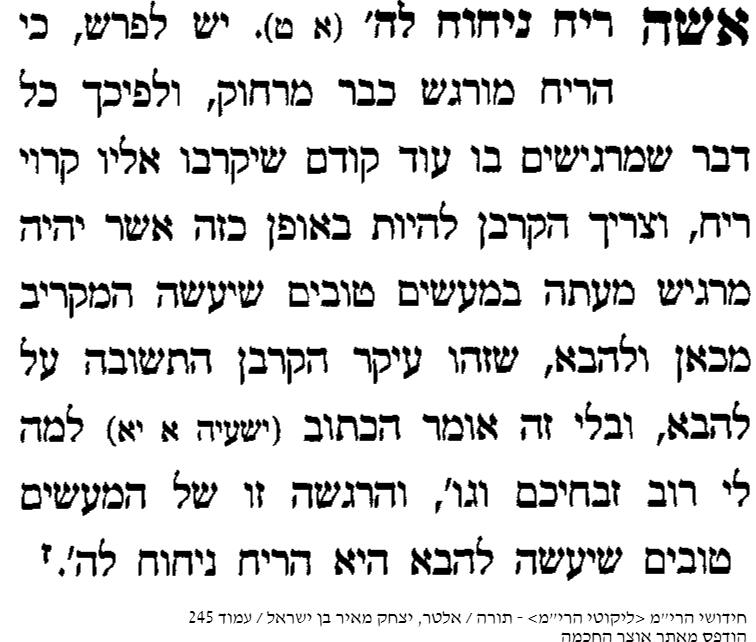 אשה ריח ניחוח לה׳ (א ט). יש לפרש, כי
הריח מורגש כבר מרחוק, ולפיכך כל
דבר שמרגישים בו עוד קודם שיקרבו אליו קרוי
ריח, וצריך הקרבן להיות באופן כזה אשר יהיה
מרגיש מעתה במעשים טובים שיעשה המקריב
מכאן ולהבא, שזהו עיקר הקרבן התשובה על
להבא, ובלי זה אומר הכתוב (ישעיה א יא) למה
לי רוב זבחיכם וגו׳, והרגשה זו של המעשים
טובים שיעשה להבא היא הריח ניחוח לה׳.ז
חידושי הרי״מ <ליקוטי הרי״מ> - תורה / אלטר, יצחק מאיר בן ישראל / עמוד 245
הודפס מאתר אוצר החכמה